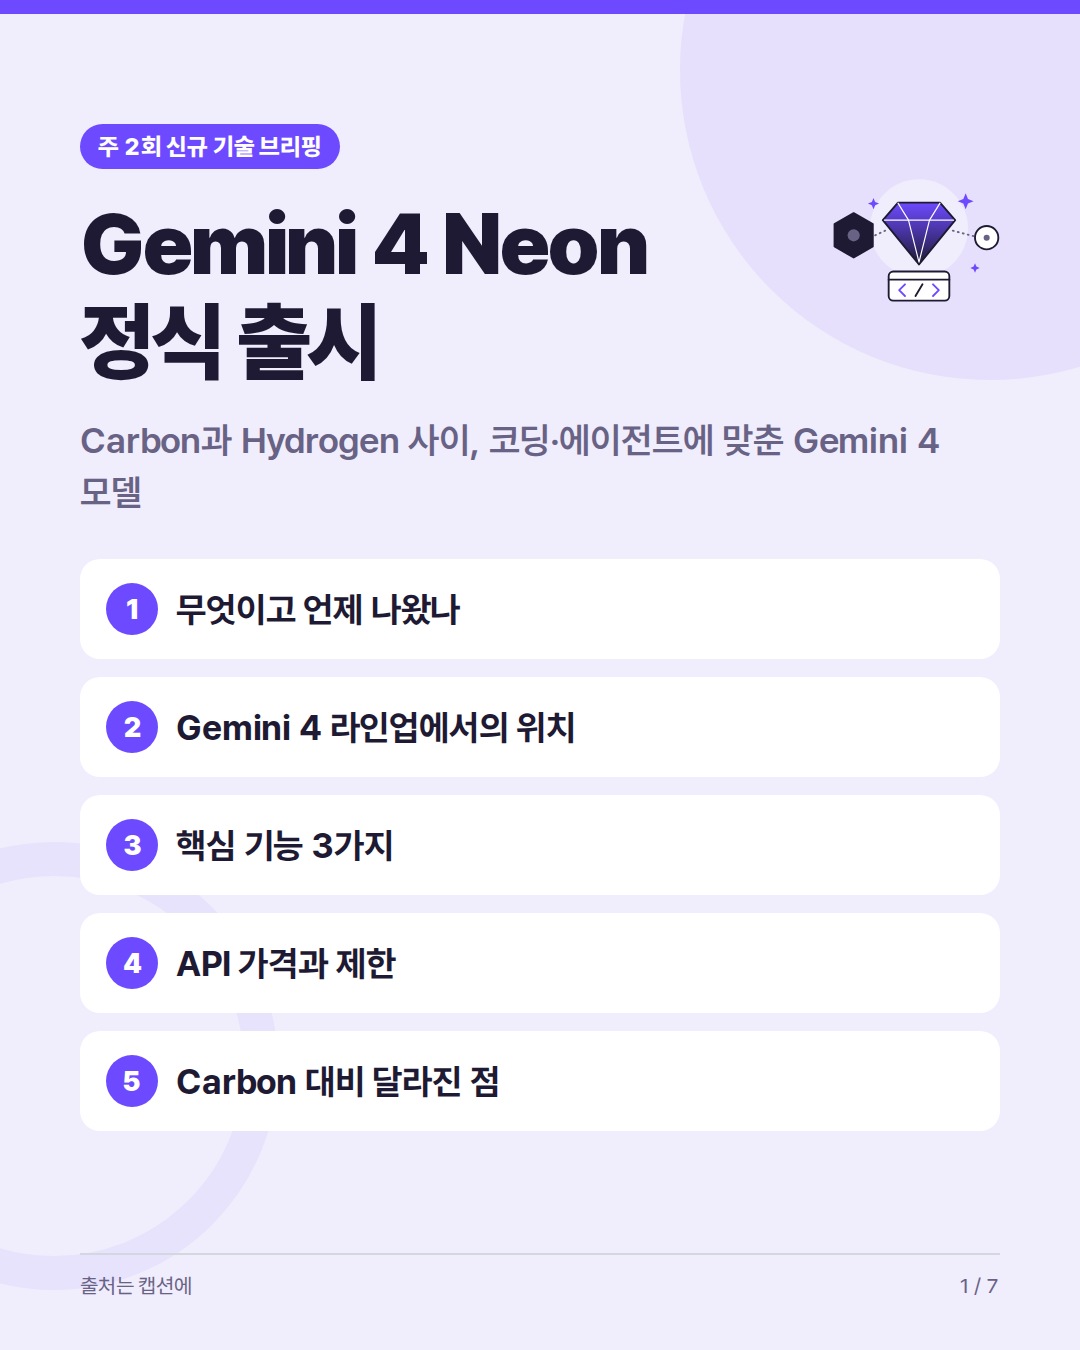 주 2회 신규 기술 브리핑
Gemini 4 Neon
정식 출시
Carbon과 Hydrogen 사이, 코딩·에이전트에 맞춘 Gemini 4
모델
1 무엇이고 언제 나왔나
2 Gemini 4 라인업에서의 위치
3 핵심 기능 3가지
4 API 가격과 제한
5 Carbon 대비 달라진 점
출처는 캡션에
1 / 7